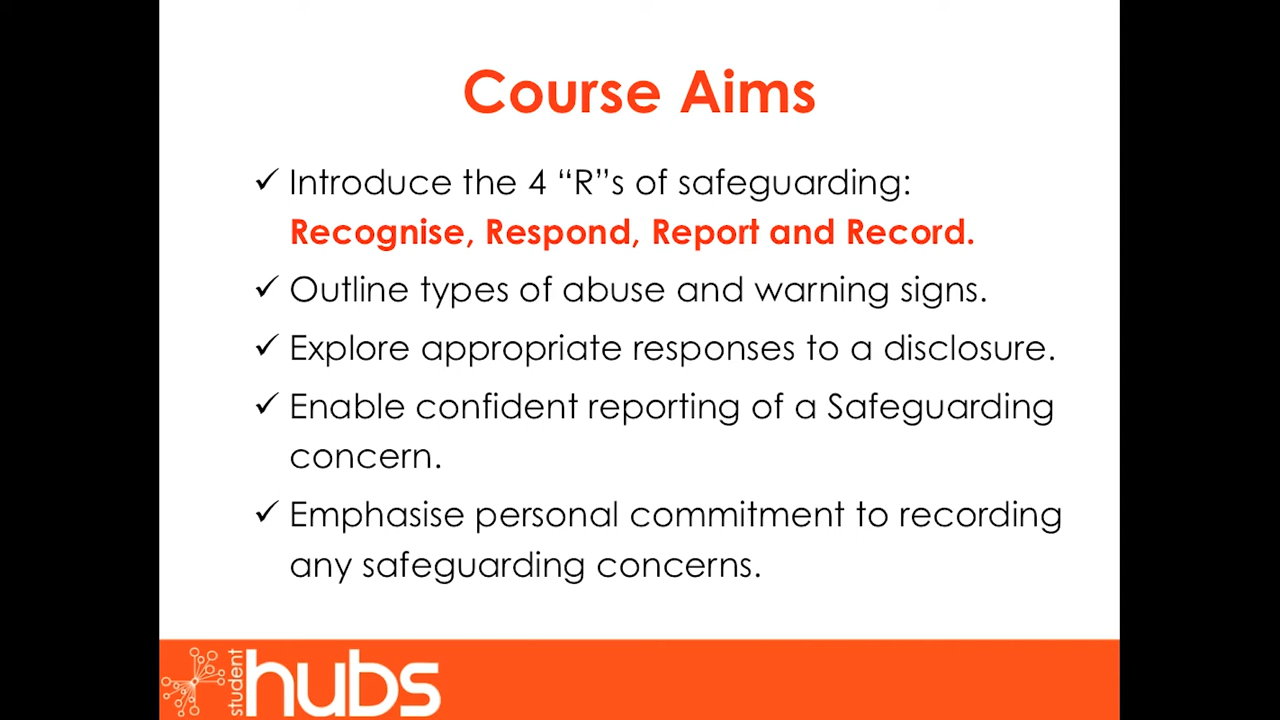 Course Aims
✓ Introduce the 4 “R”s of safeguarding:
Recognise, Respond, Report and Record.
✓ Outline types of abuse and warning signs.
✓ Explore appropriate responses to a disclosure.
✓ Enable confident reporting of a Safeguarding
concern.
✓ Emphasise personal commitment to recording
any safeguarding concerns.
student
hubs